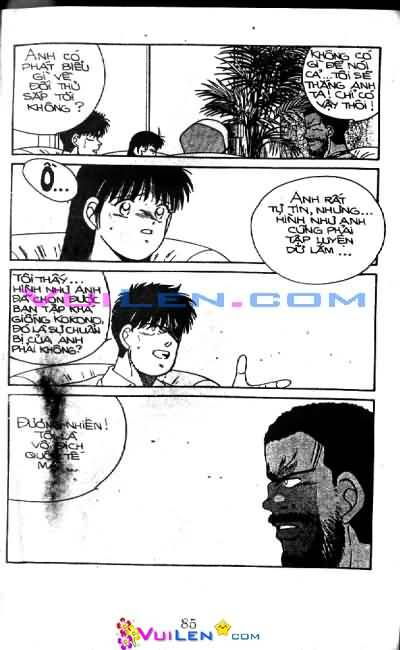 ANH CÓ
PHÁT BIỂU
GÌ VỀ
ĐỐI THỦ
SẮP TỚI
KHÔNG?
KHÔNG CÓ
GÌ ĐỂ NÓI
CẢ... TÔI SẼ
THẮNG ANH
TA! CHỈ CÓ
VẬY THÔI!
Ồ...
ANH RẤT
TỰ TIN, NHƯNG...
HÌNH NHƯ ANH
CŨNG PHẢI
TẬP LUYỆN
DỮ LẮM...
TÔI THẤY...
HÌNH NHƯ ANH
ĐÃ CHỌN ĐƯỢC
BẠN TẬP KHÁ
GIỐNG KOKONO.
ĐÓ LÀ SỰ CHUẨN
BỊ CỦA ANH
PHẢI KHÔNG?
VUILEN.COM
ĐƯƠNG NHIÊN!
TÔI LÀ
VÔ ĐỊCH
QUỐC TẾ
MÀ...
85
VUILEN.COM